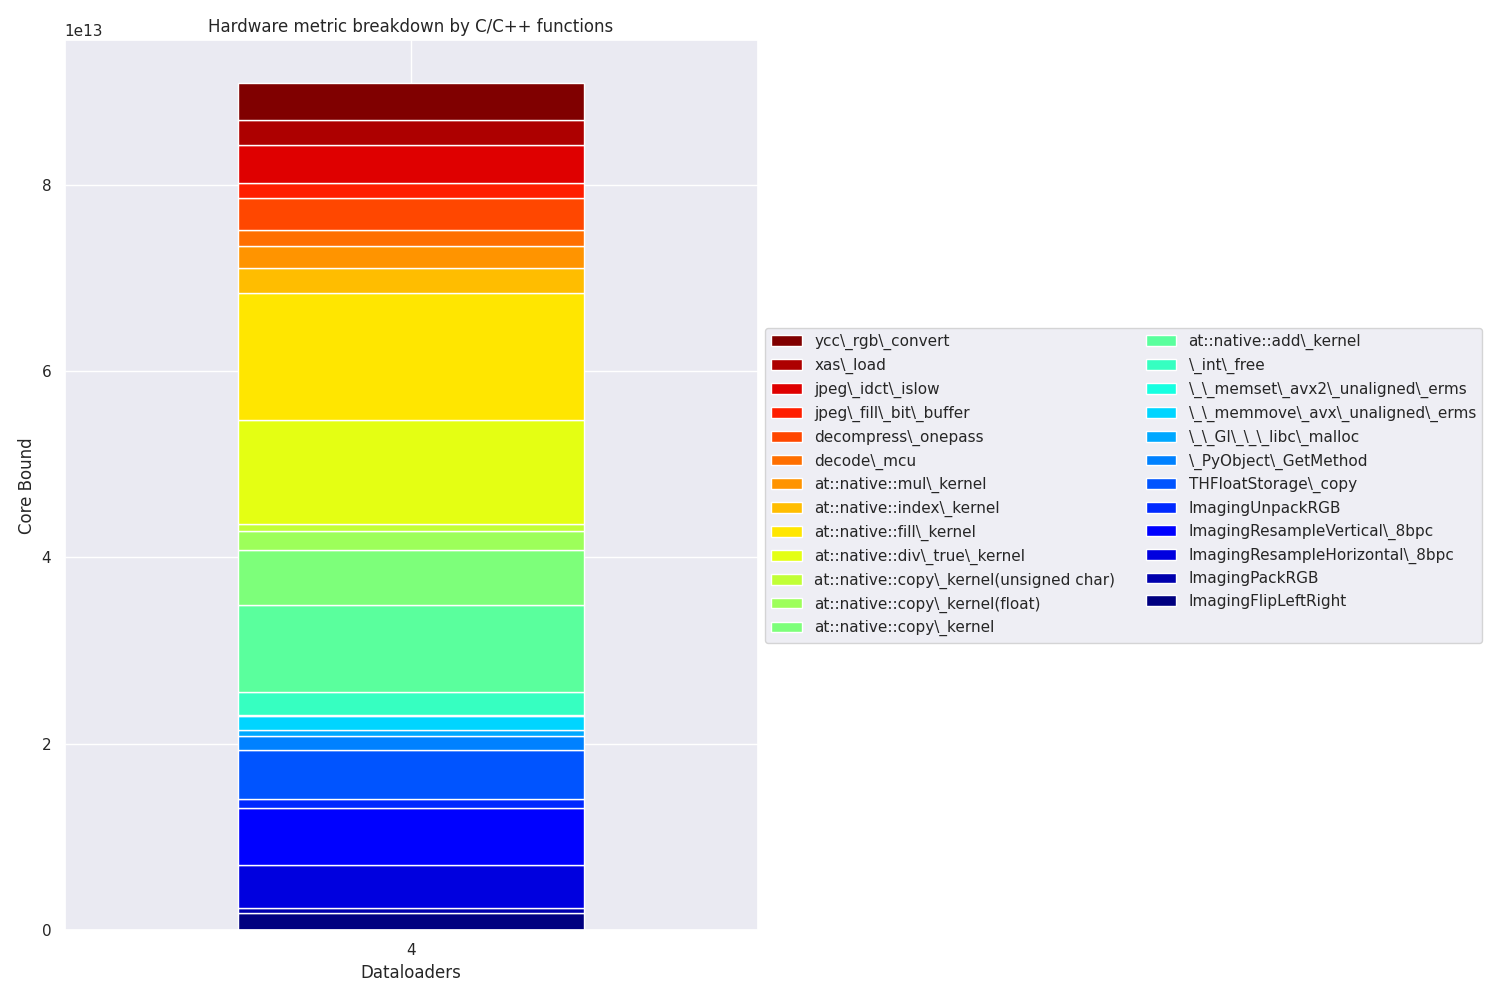 Hardware metric breakdown by C/C++ functions
1e13
8
6
4
2
0
Core Bound
4
Dataloaders
ycc\_rgb\_convert
xas\_load
jpeg\_idct\_islow
jpeg\_fill\_bit\_buffer
decompress\_onepass
decode\_mcu
at::native::mul\_kernel
at::native::index\_kernel
at::native::fill\_kernel
at::native::div\_true\_kernel
at::native::copy\_kernel(unsigned char)
at::native::copy\_kernel(float)
at::native::copy\_kernel
at::native::add\_kernel
\_int\_free
\_\_memset\_avx2\_unaligned\_erms
\_\_memmove\_avx\_unaligned\_erms
\_\_GI\_\_\_libc\_malloc
\_PyObject\_GetMethod
THFloatStorage\_copy
ImagingUnpackRGB
ImagingResampleVertical\_8bpc
ImagingResampleHorizontal\_8bpc
ImagingPackRGB
ImagingFlipLeftRight